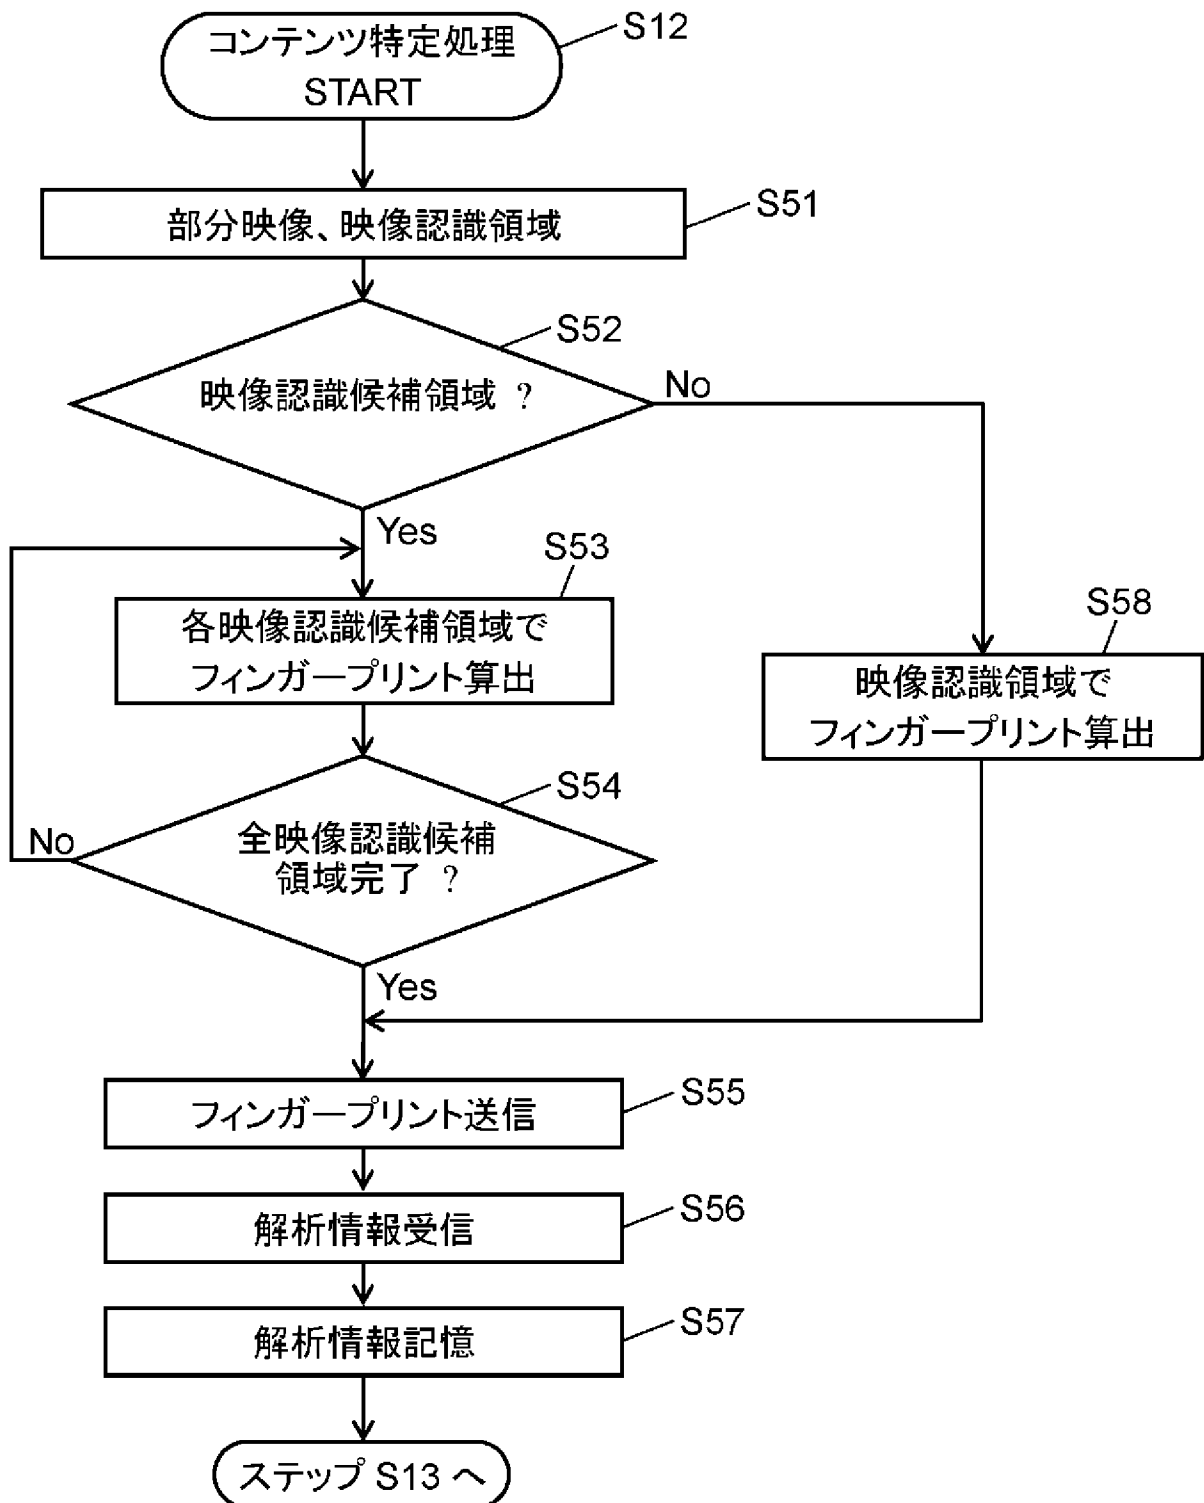 コンテンツ特定処理
START
S12
部分映像、映像認識領域
S51
映像認識候補領域 ?
S52
No
Yes
各映像認識候補領域で
フィンガープリント算出
S53
映像認識領域で
フィンガープリント算出
S58
全映像認識候補
領域完了 ?
S54
No
Yes
フィンガープリント送信
S55
解析情報受信
S56
解析情報記憶
S57
ステップ S13 へ